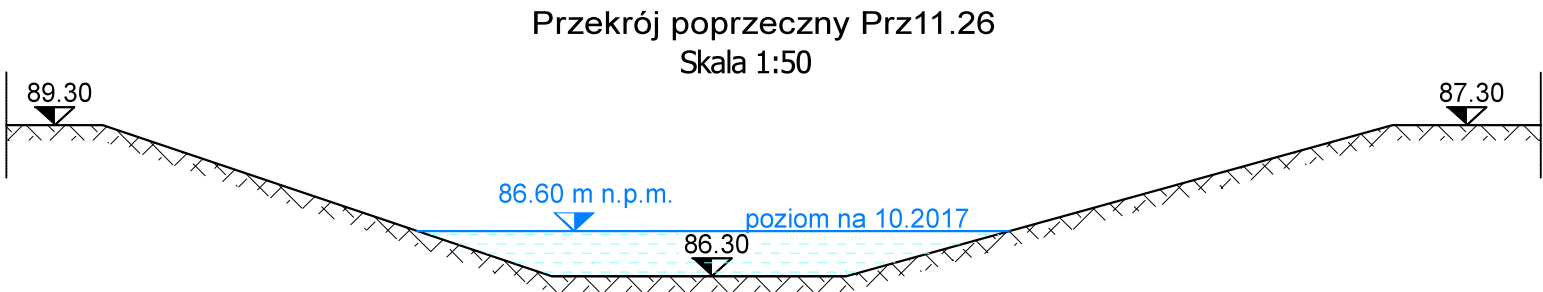 Przekrój poprzeczny Prz11.26
Skala 1:50
89.30
87.30
86.60 m n.p.m.
poziom na 10.2017
86.30